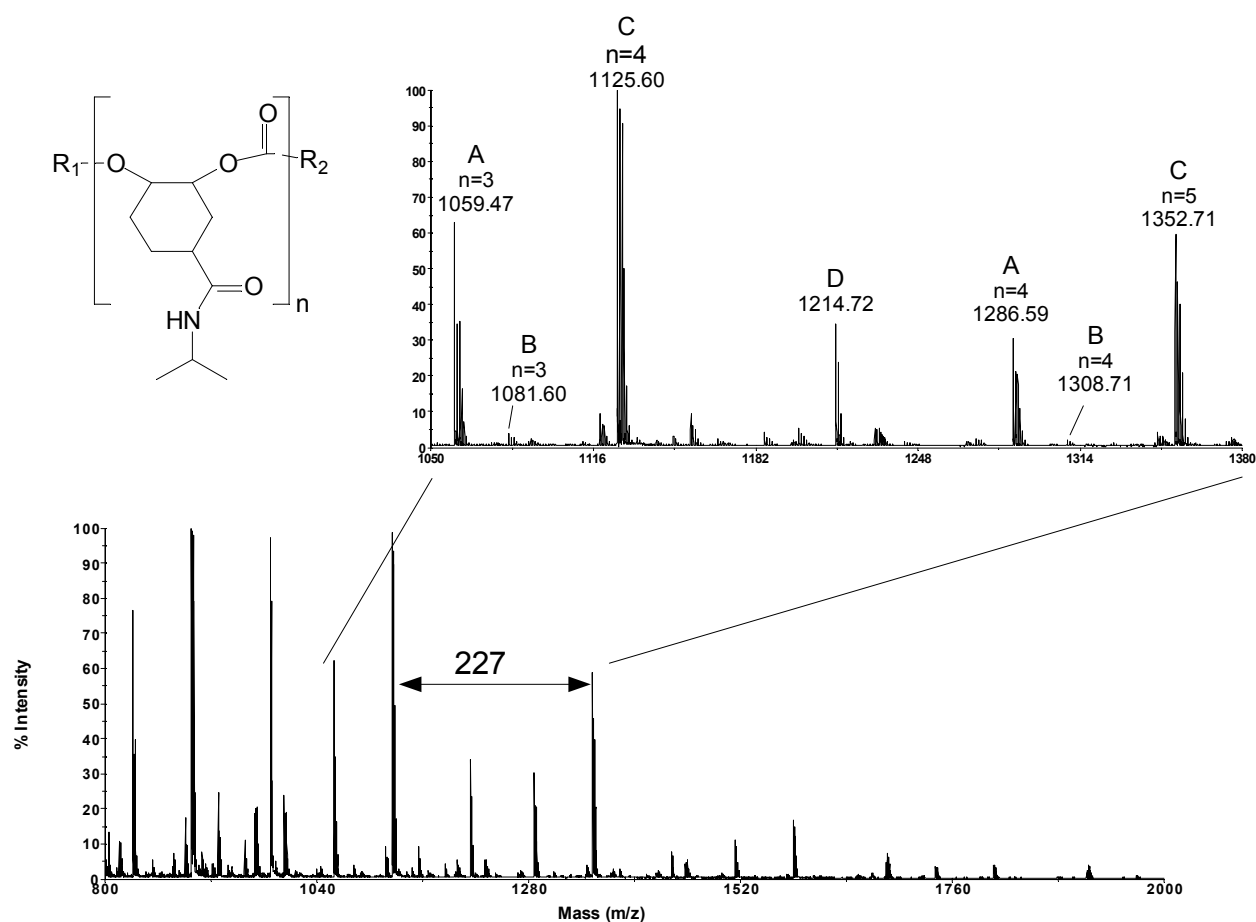 C
n=4
1125.60
A
n=3
1059.47
B
n=3
1081.60
D
1214.72
A
n=4
1286.59
B
n=4
1308.71
C
n=5
1352.71
100
90
80
70
60
50
40
30
20
10
0
1050 1116 1182 1248 1314 1380
O
R1 O O R2
O
HN
n
227
% Intensity
100
90
80
70
60
50
40
30
20
10
0
800 1040 1280 1520 1760 2000
Mass (m/z)